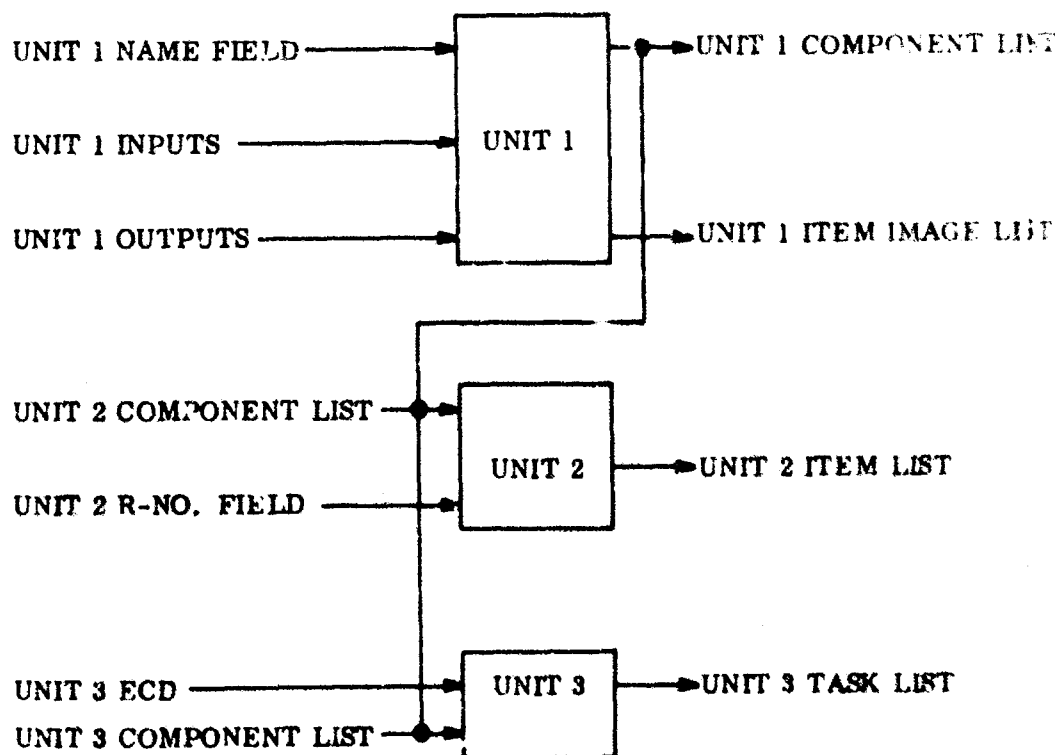 UNIT 1 NAME FIELD
UNIT 1 COMPONENT LIST
UNIT 1 INPUTS
UNIT 1
UNIT 1 OUTPUTS
UNIT 1 ITEM IMAGE LIST
UNIT 2 COMPONENT LIST
UNIT 2
UNIT 2 ITEM LIST
UNIT 2 R-NO. FIELD
UNIT 3 ECD
UNIT 3
UNIT 3 TASK LIST
UNIT 3 COMPONENT LIST